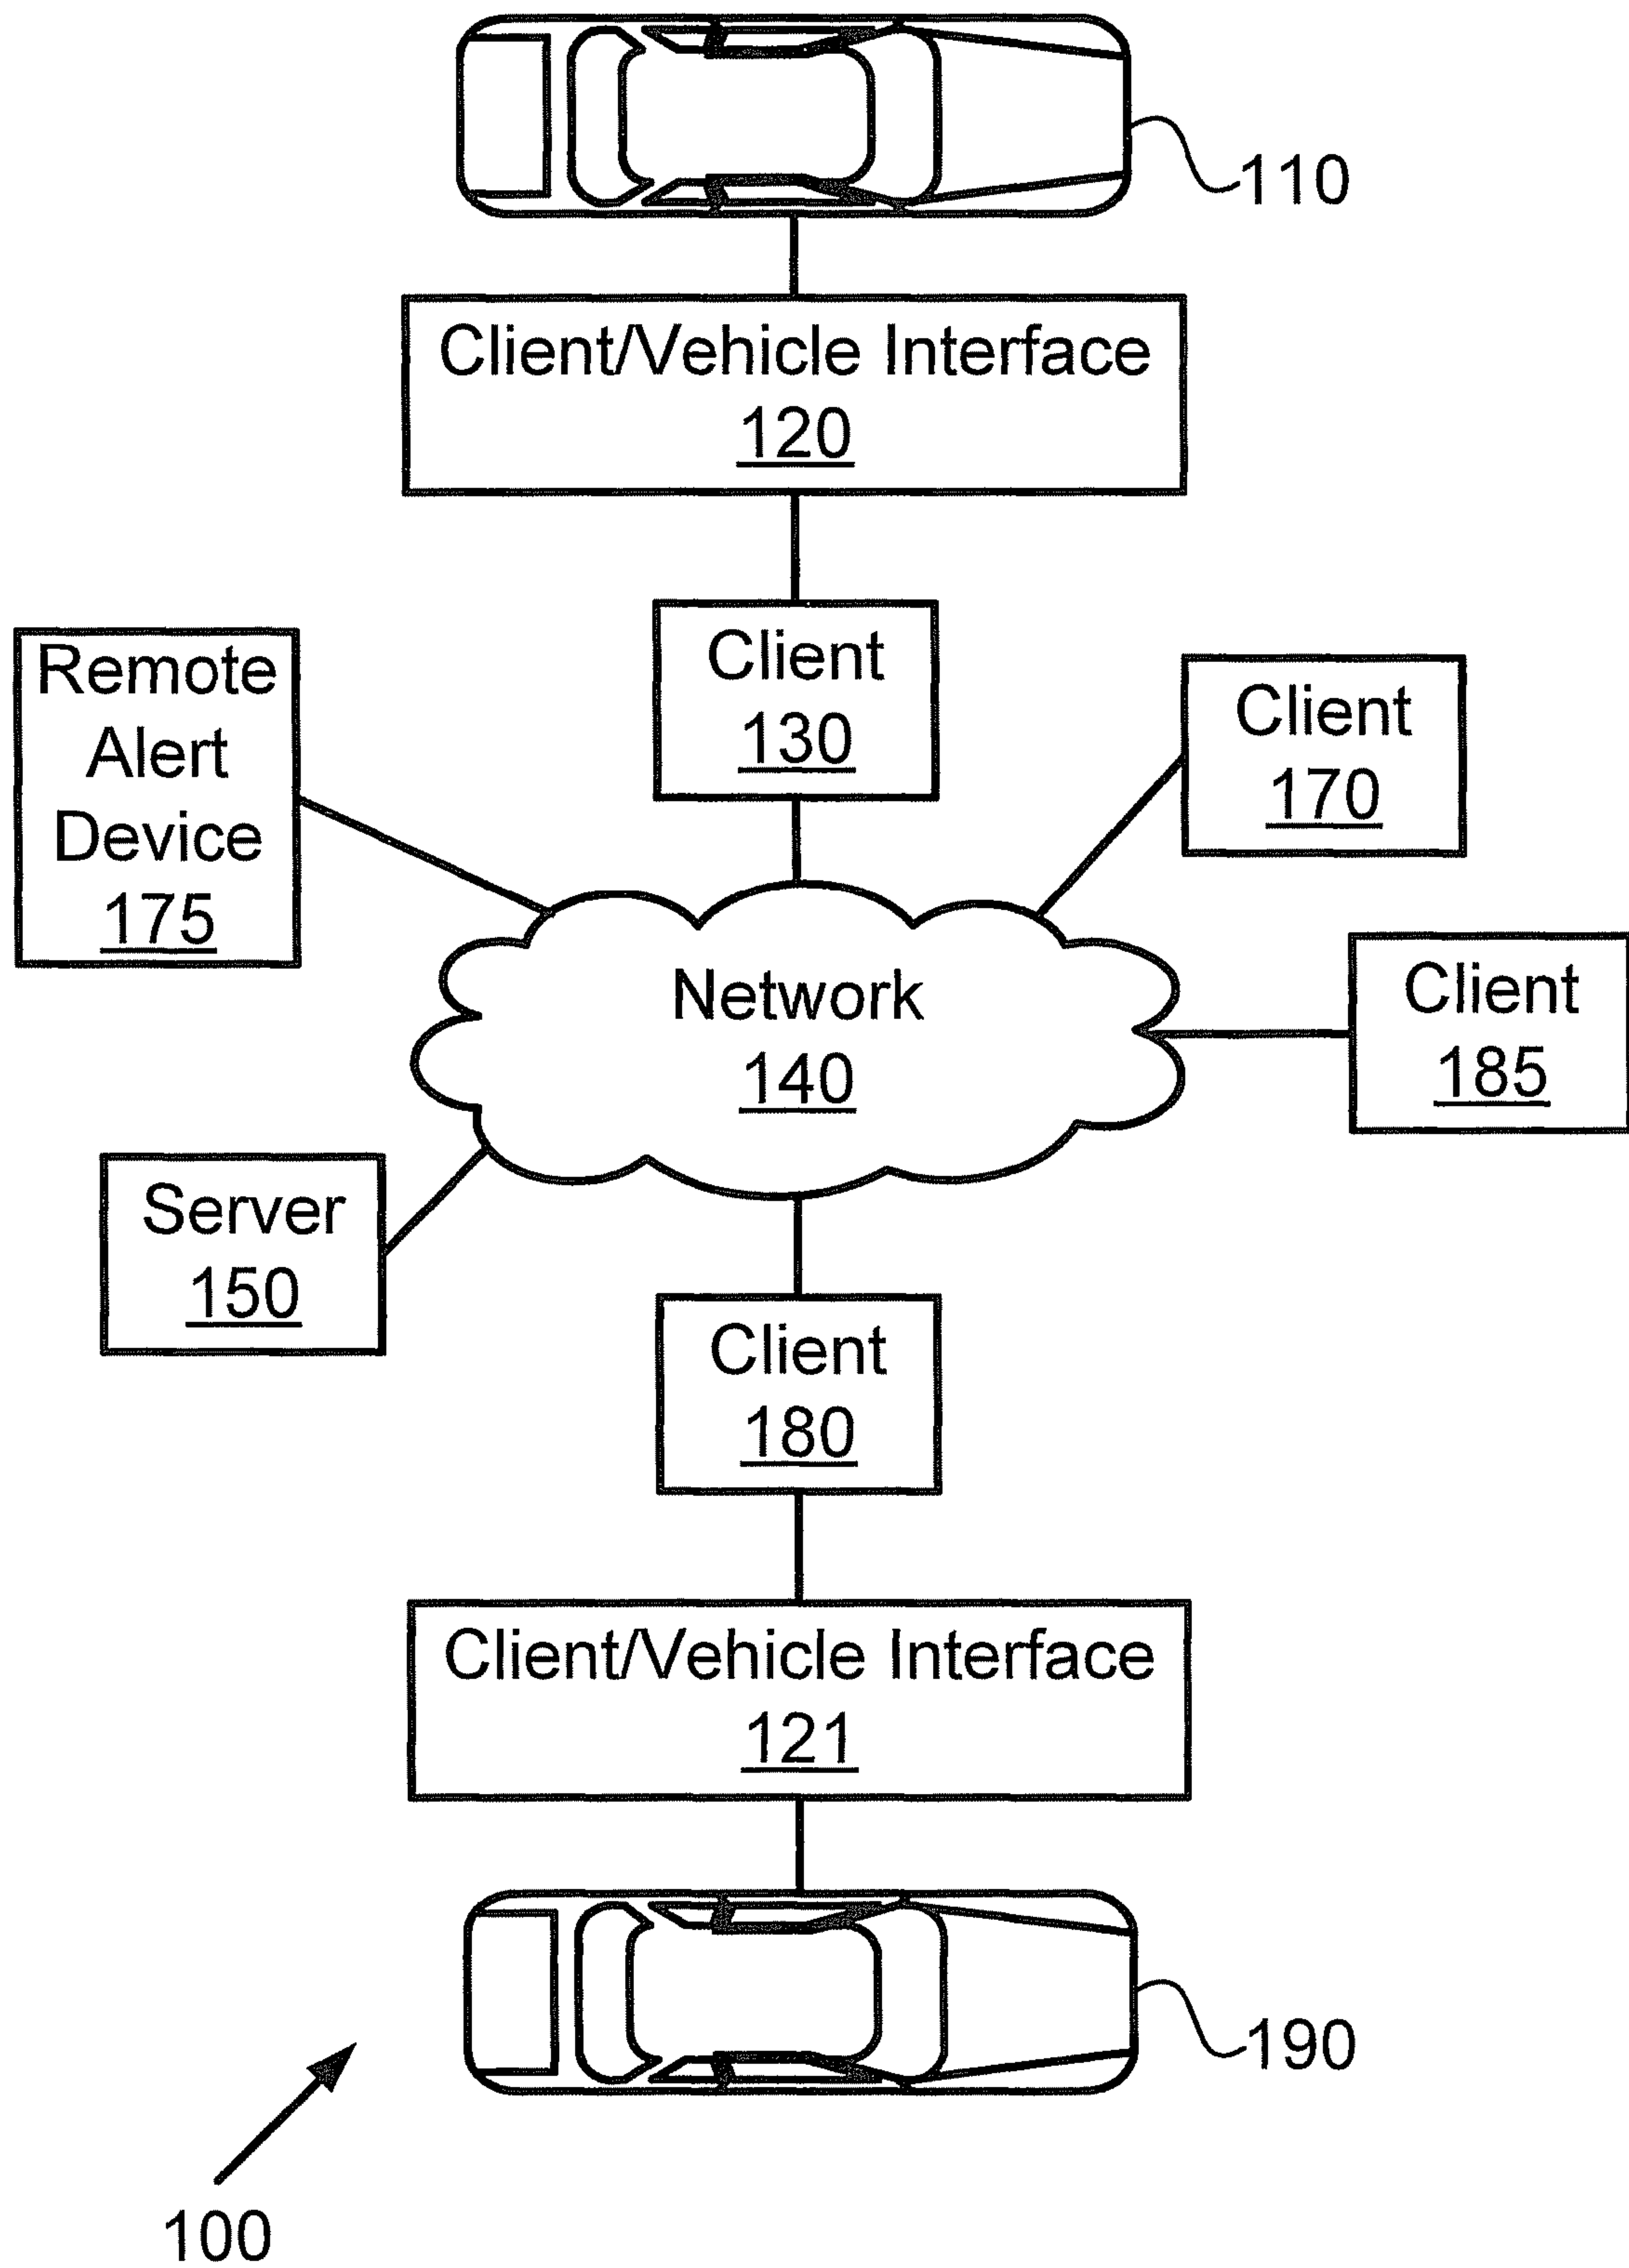 110
Client/Vehicle Interface
120
Client
130
Remote
Alert
Device
175
Client
170
Network
140
Client
185
Server
150
Client
180
Client/Vehicle Interface
121
190
100